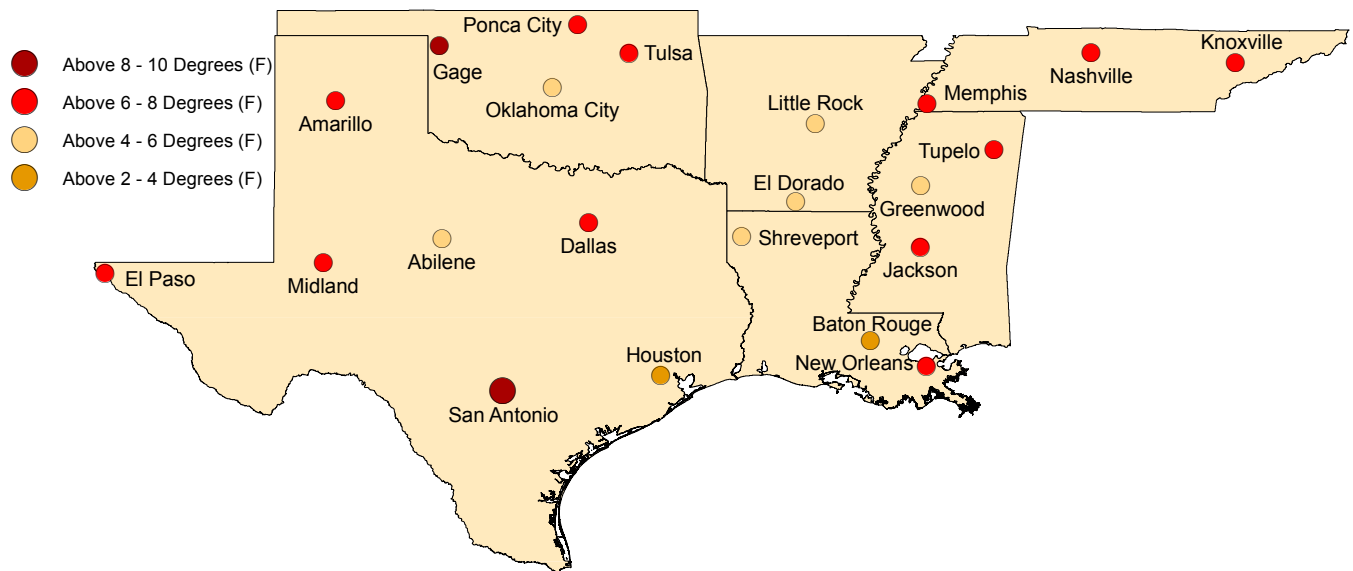 Above 8 - 10 Degrees (F)
Above 6 - 8 Degrees (F)
Above 4 - 6 Degrees (F)
Above 2 - 4 Degrees (F)
Ponca City
Tulsa
Gage
Oklahoma City
Amarillo
Knoxville
Nashville
Memphis
Little Rock
Tupelo
El Dorado
Greenwood
Shreveport
Dallas
Abilene
Jackson
El Paso
Midland
Baton Rouge
New Orleans
Houston
San Antonio